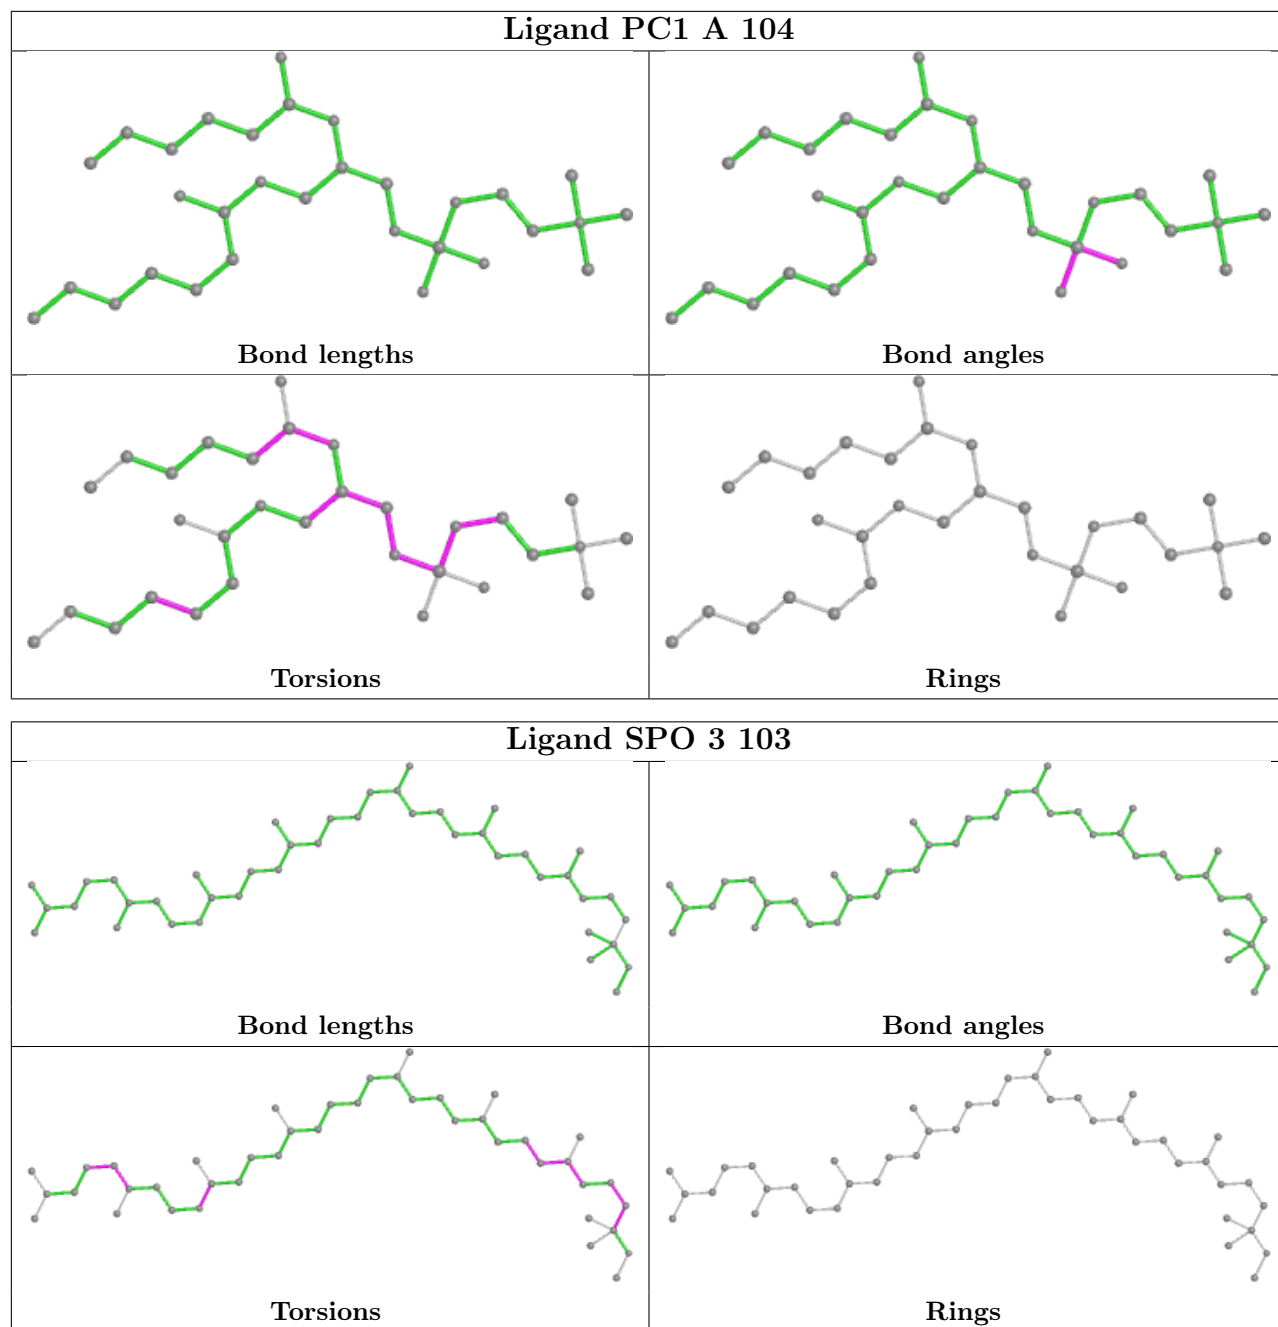 Ligand PC1 A 104
Bond lengths
Bond angles
Torsions
Rings
Ligand SPO 3 103
Bond lengths
Bond angles
Torsions
Rings